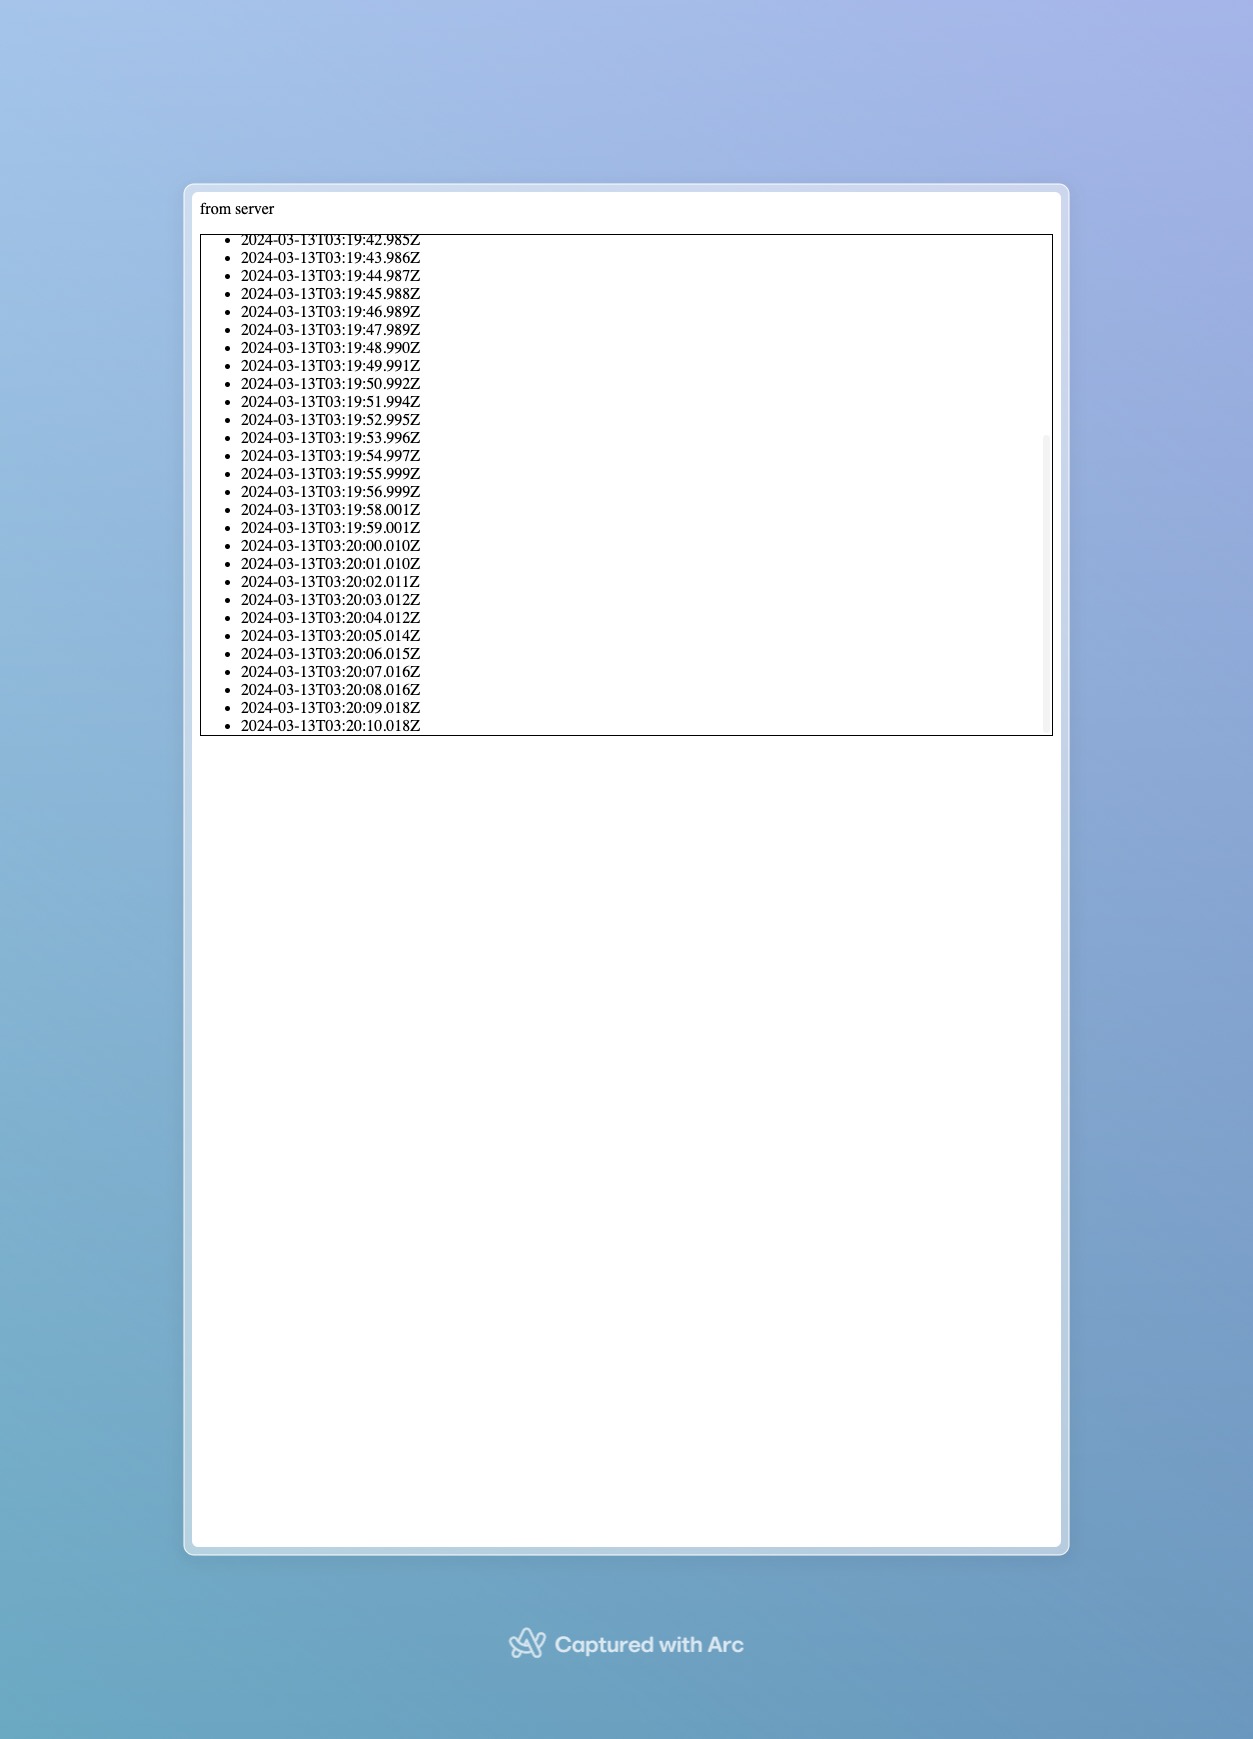 from server
2024-03-13T03:19:42.985Z
2024-03-13T03:19:43.986Z
2024-03-13T03:19:44.987Z
2024-03-13T03:19:45.988Z
2024-03-13T03:19:46.989Z
2024-03-13T03:19:47.989Z
2024-03-13T03:19:48.990Z
2024-03-13T03:19:49.991Z
2024-03-13T03:19:50.992Z
2024-03-13T03:19:51.994Z
2024-03-13T03:19:52.995Z
2024-03-13T03:19:53.996Z
2024-03-13T03:19:54.997Z
2024-03-13T03:19:55.999Z
2024-03-13T03:19:56.999Z
2024-03-13T03:19:58.001Z
2024-03-13T03:19:59.001Z
2024-03-13T03:20:00.010Z
2024-03-13T03:20:01.010Z
2024-03-13T03:20:02.011Z
2024-03-13T03:20:03.012Z
2024-03-13T03:20:04.012Z
2024-03-13T03:20:05.014Z
2024-03-13T03:20:06.015Z
2024-03-13T03:20:07.016Z
2024-03-13T03:20:08.016Z
2024-03-13T03:20:09.018Z
2024-03-13T03:20:10.018Z
Captured with Arc